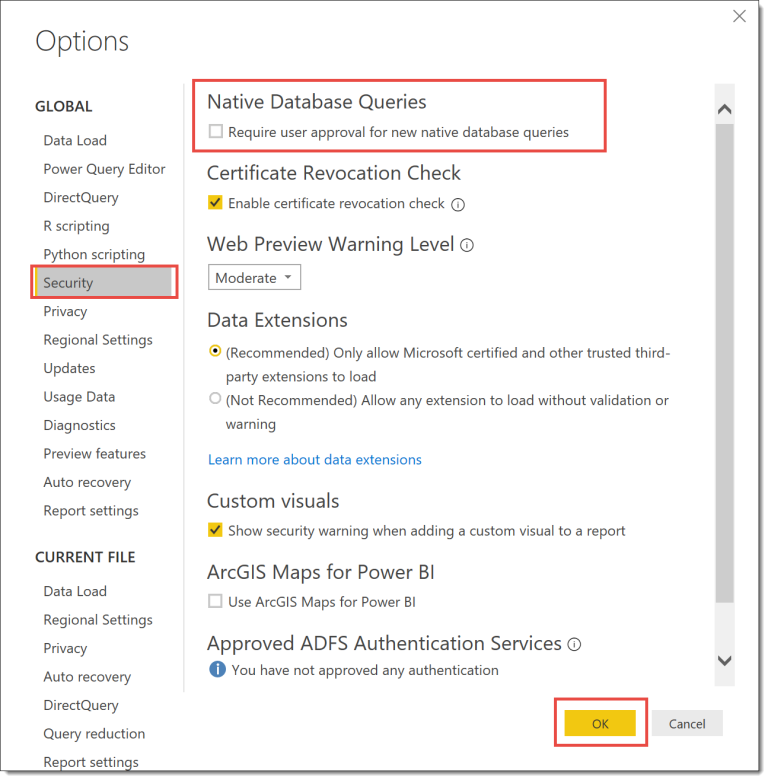 Options
GLOBAL
Data Load
Power Query Editor
DirectQuery
R scripting
Python scripting
Security
Privacy
Regional Settings
Updates
Usage Data
Diagnostics
Preview features
Auto recovery
Report settings
CURRENT FILE
Data Load
Regional Settings
Privacy
Auto recovery
DirectQuery
Query reduction
Report settings
Native Database Queries
Require user approval for new native database queries
Certificate Revocation Check
Enable certificate revocation check
Web Preview Warning Level
Moderate
Data Extensions
(Recommended) Only allow Microsoft certified and other trusted third-
party extensions to load
(Not Recommended) Allow any extension to load without validation or
warning
Learn more about data extensions
Custom visuals
Show security warning when adding a custom visual to a report
ArcGIS Maps for Power BI
Use ArcGIS Maps for Power BI
Approved ADFS Authentication Services
You have not approved any authentication
OK
Cancel